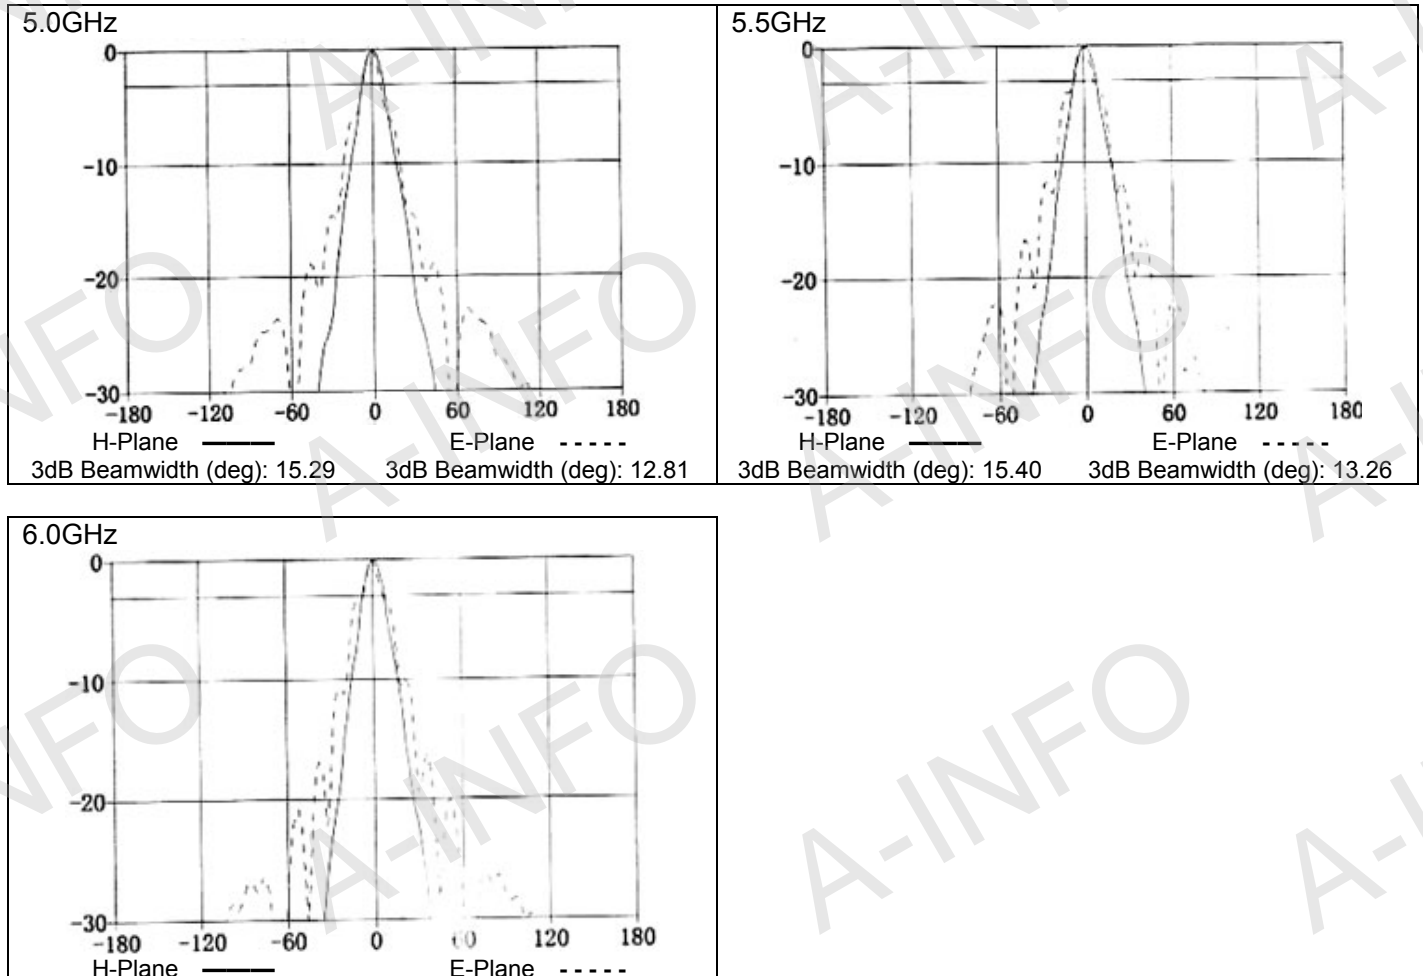 5.0GHz
0
-10
-20
-30
-180 -120 -60 0 60 120 180
H-Plane E-Plane
3dB Beamwidth (deg): 15.29 3dB Beamwidth (deg): 12.81
5.5GHz
0
-10
-20
-30
-180 -120 -60 0 60 120 180
H-Plane E-Plane
3dB Beamwidth (deg): 15.40 3dB Beamwidth (deg): 13.26
6.0GHz
0
-10
-20
-30
-180 -120 -60 0 60 120 180
H-Plane E-Plane
A-INFO